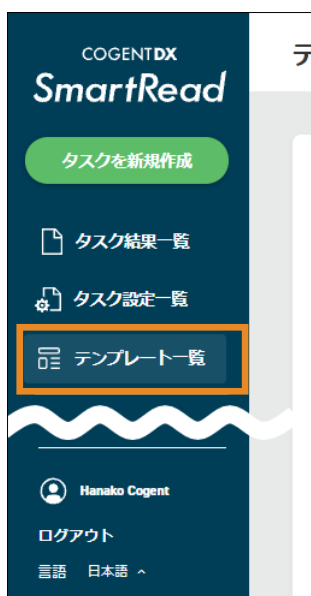 COGENTDX
SmartRead
テ
タスクを新規作成
タスク結果一覧
タスク設定一覧
テンプレート一覧
Hanako Cogent
ログアウト
言語 日本語